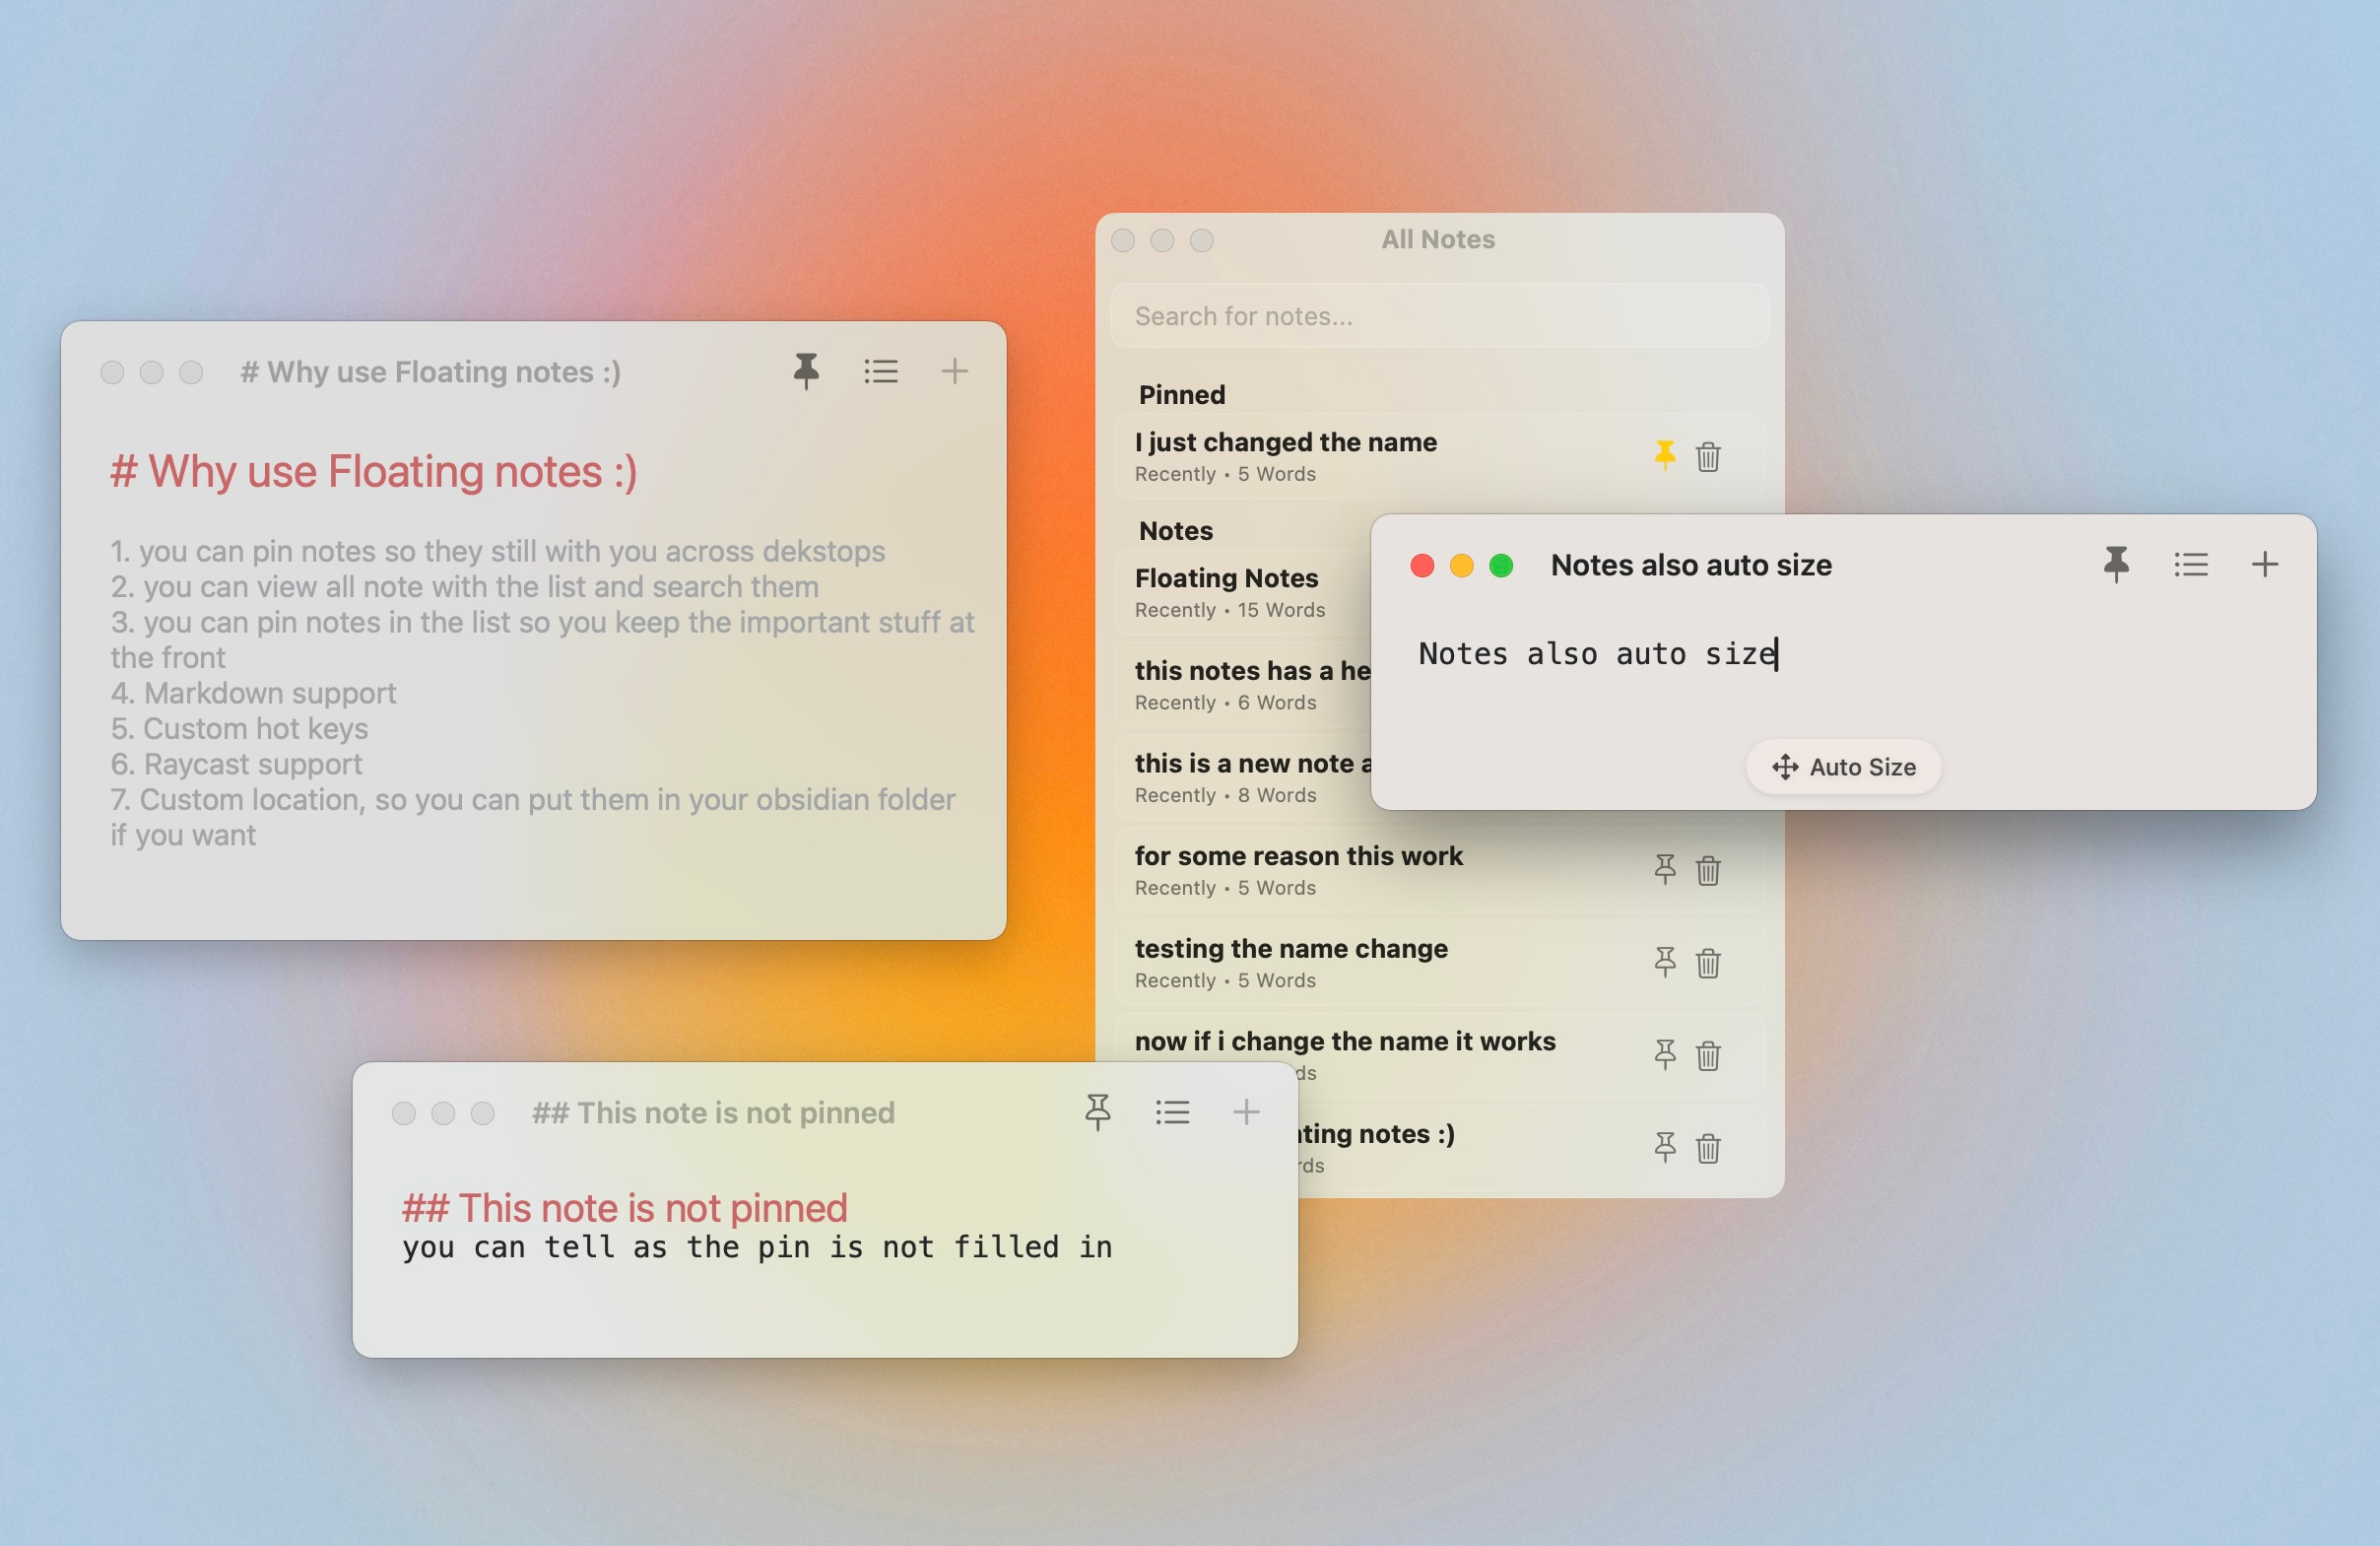 # Why use Floating notes :)
# Why use Floating notes :)
1. you can pin notes so they still with you across dekstops
2. you can view all note with the list and search them
3. you can pin notes in the list so you keep the important stuff at
the front
4. Markdown support
5. Custom hot keys
6. Raycast support
7. Custom location, so you can put them in your obsidian folder
if you want
All Notes
Search for notes...
Pinned
I just changed the name
Recently • 5 Words
Notes
Floating Notes
Recently • 15 Words
this notes has a
Recently • 6 Words
this is a new note
Recently • 8 Words
for some reason this work
Recently • 5 Words
testing the name change
Recently • 5 Words
now if i change the name it works
notes :)
Notes also auto size
Notes also auto size
Auto Size
## This note is not pinned
## This note is not pinned
you can tell as the pin is not filled in